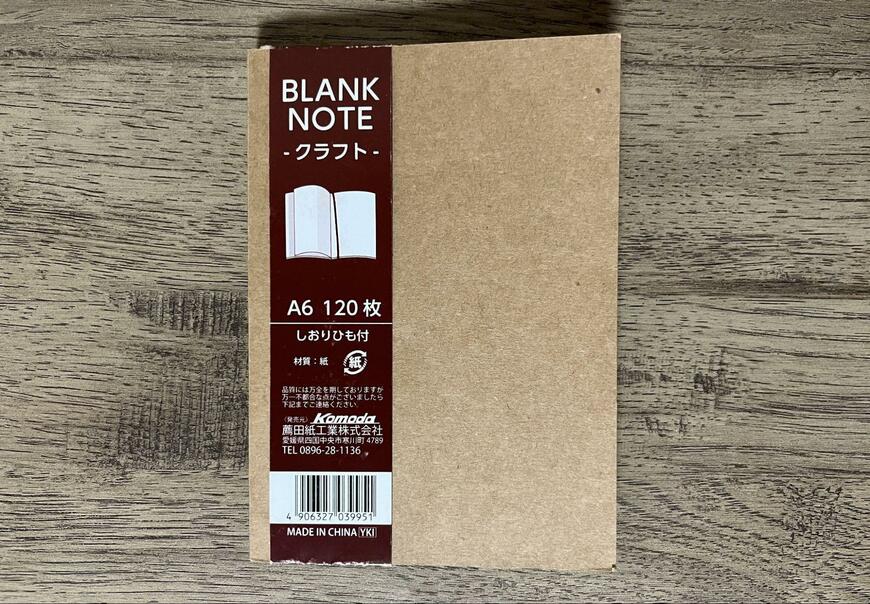 BLANK
NOTE
- クラフト -
A6 120枚
しおりひも付
材質：紙 紙
品質には万全を期しておりますが
万一不都合な点がございましたら
下記までご連絡ください。
〈発売元〉 Komoda
薦田紙工業株式会社
愛媛県四国中央市寒川町 4789
TEL 0896-28-1136
4 906327 039951
MADE IN CHINA YKI